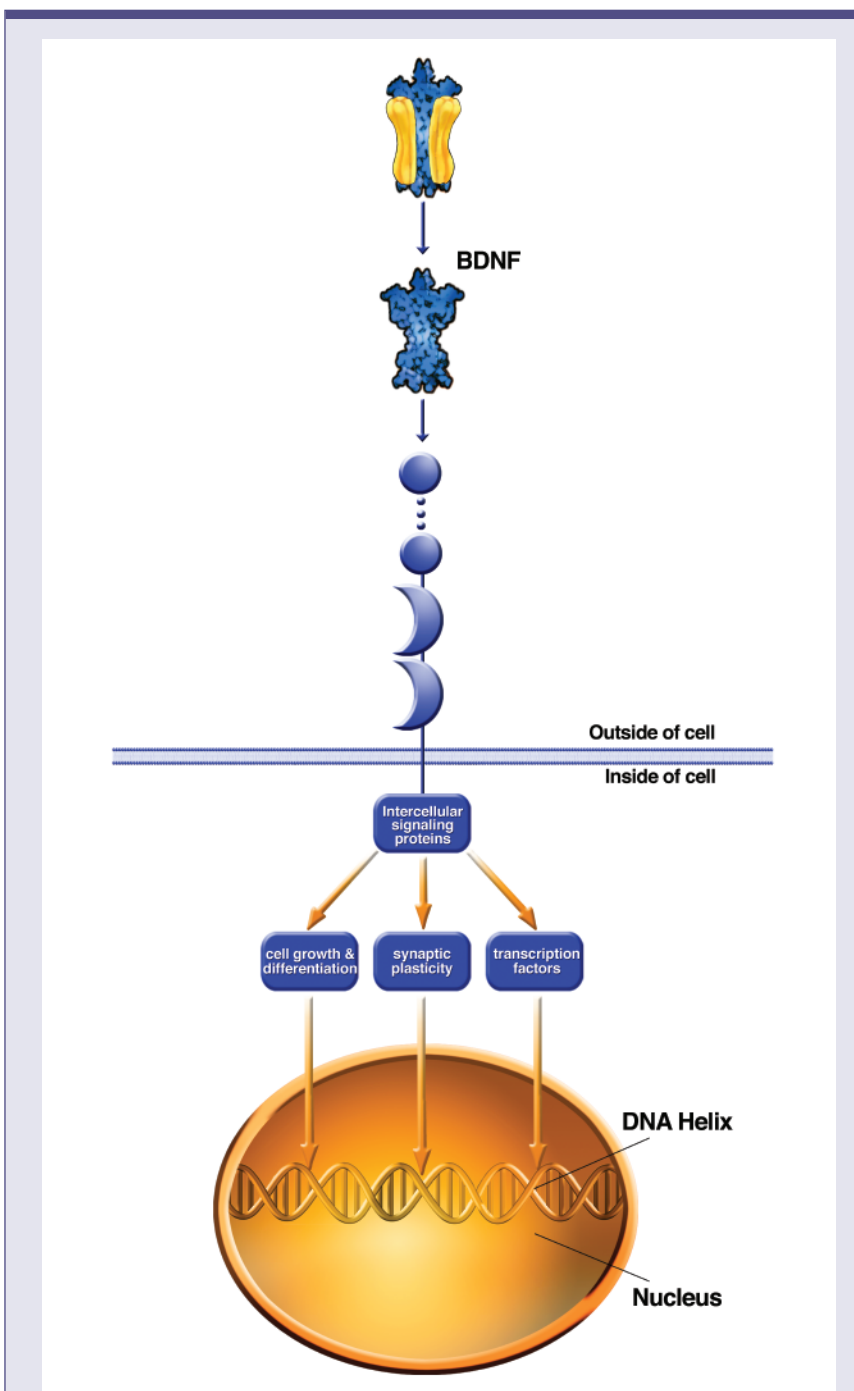 BDNF
Outside of cell
Inside of cell
Intercellular
signaling
proteins
cell growth &
differentiation
synaptic
plasticity
transcription
factors
DNA Helix
Nucleus